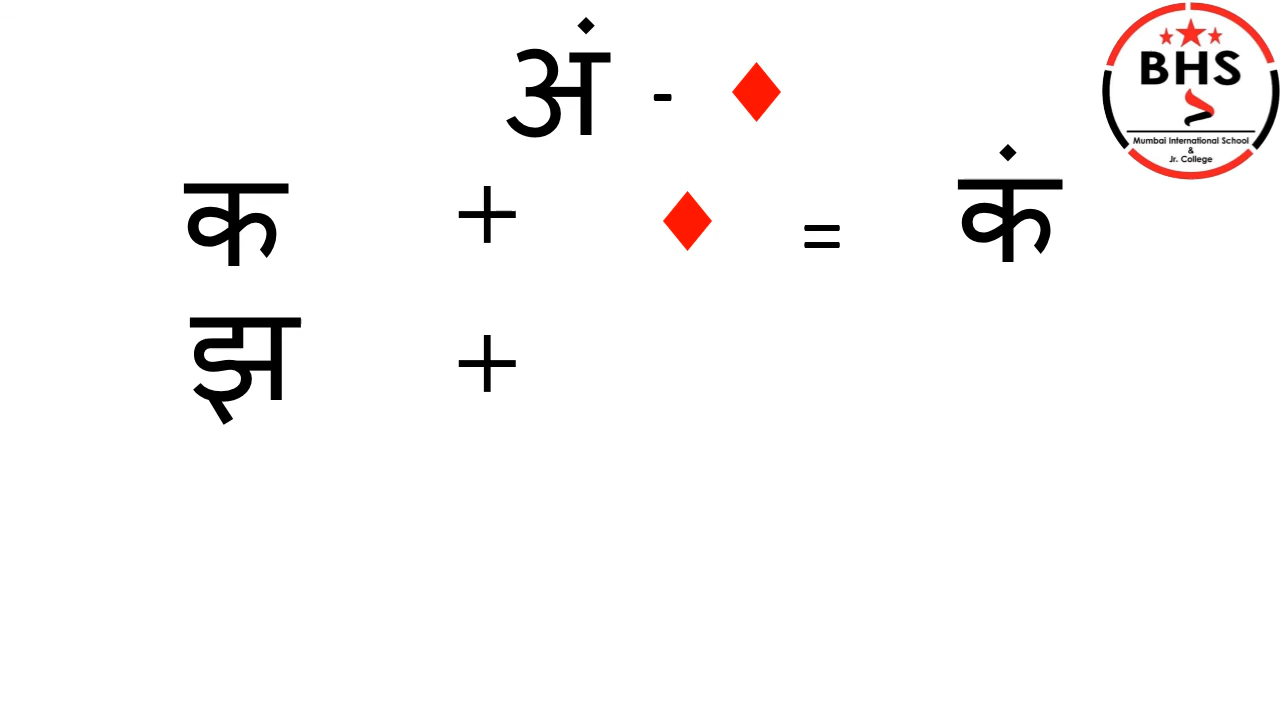 अं - ♦
क + ♦ = कं
झ +
BHS
Mumbai International School
&
Jr. College